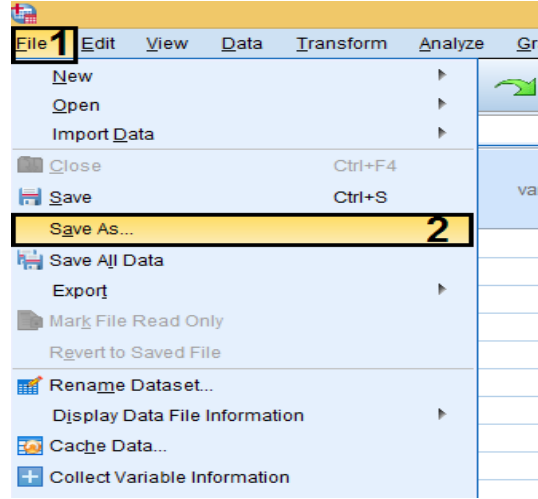 File 1 Edit View Data Transform Analyze Gr
New
Open
Import Data
Close Ctrl+F4
Save Ctrl+S
va
Save As... 2
Save All Data
Export
Mark File Read Only
Revert to Saved File
Rename Dataset...
Display Data File Information
Cache Data...
Collect Variable Information